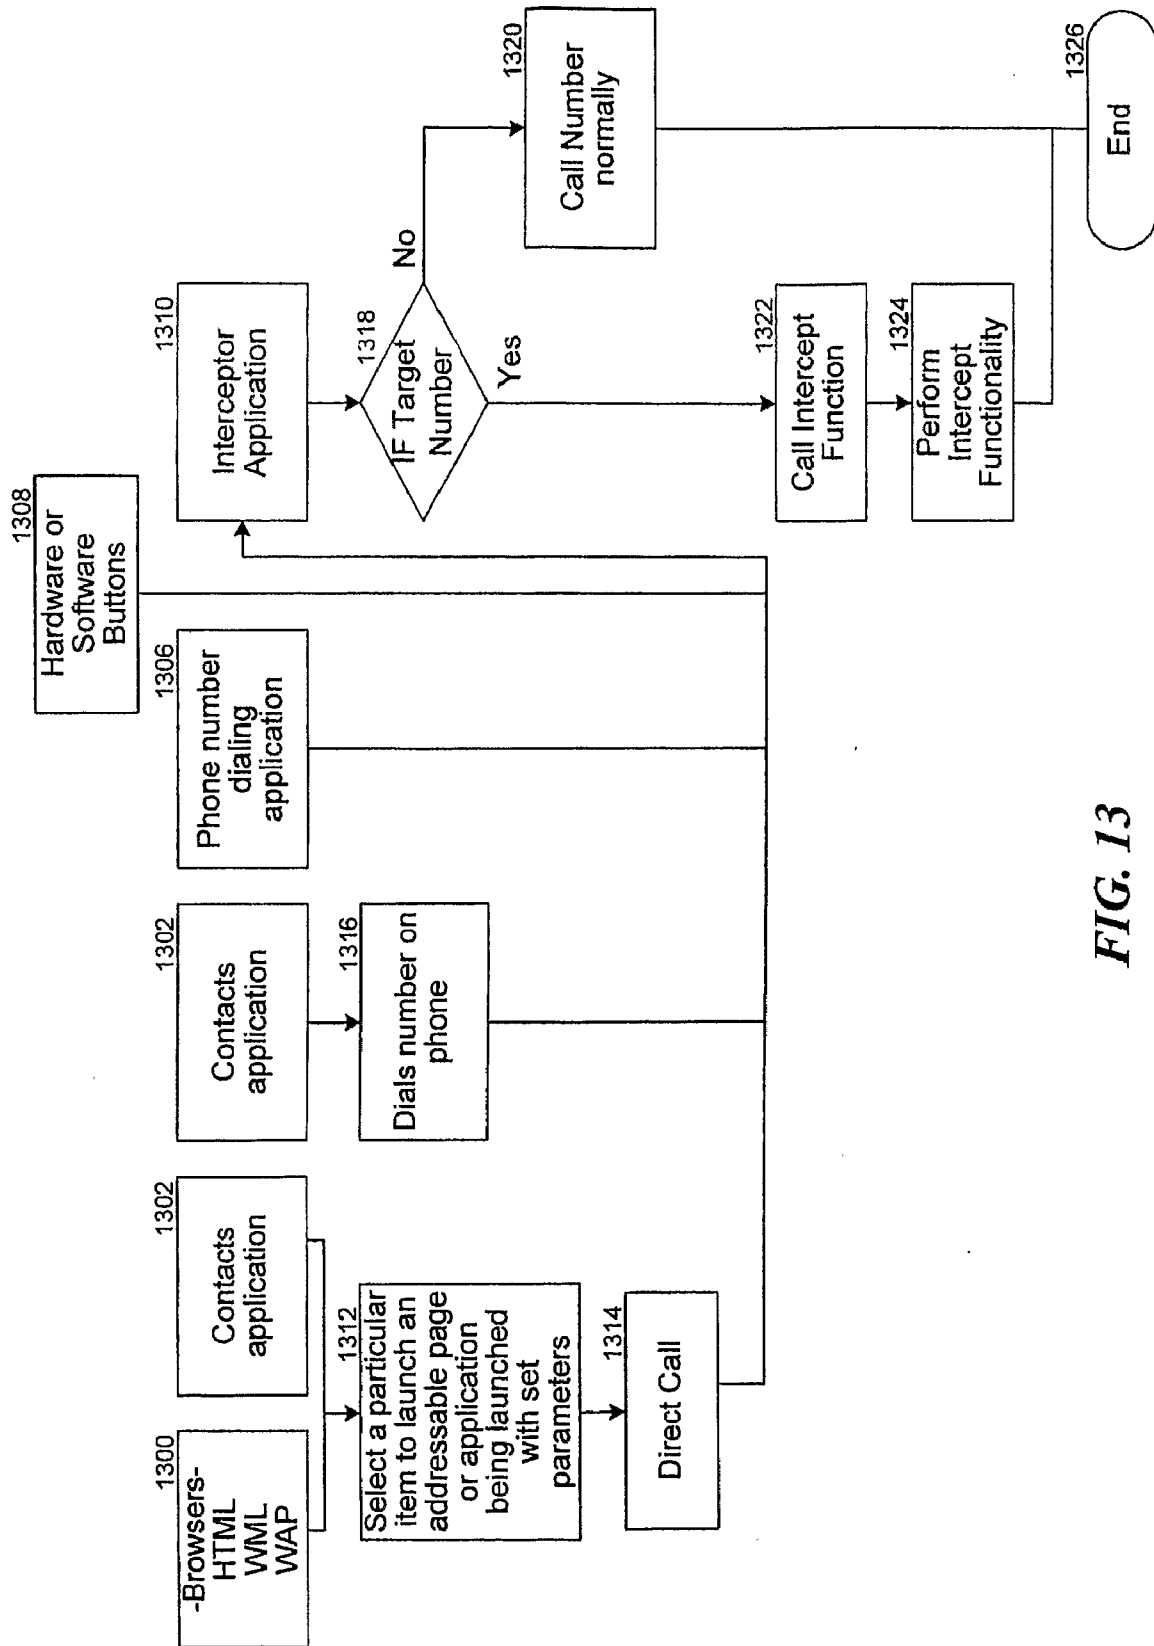 1300
-Browsers-
HTML
WML
WAP
1302
Contacts
application
1302
Contacts
application
1306
Phone number
dialing
application
1308
Hardware or
Software
Buttons
1310
Interceptor
Application
1312
Select a particular
item to launch an
addressable page
or application
being launched
with set
parameters
1314
Direct Call
1316
Dials number on
phone
1318
IF Target
Number
No
Yes
1320
Call Number
normally
1322
Call Intercept
Function
1324
Perform
Intercept
Functionality
1326
End
FIG. 13